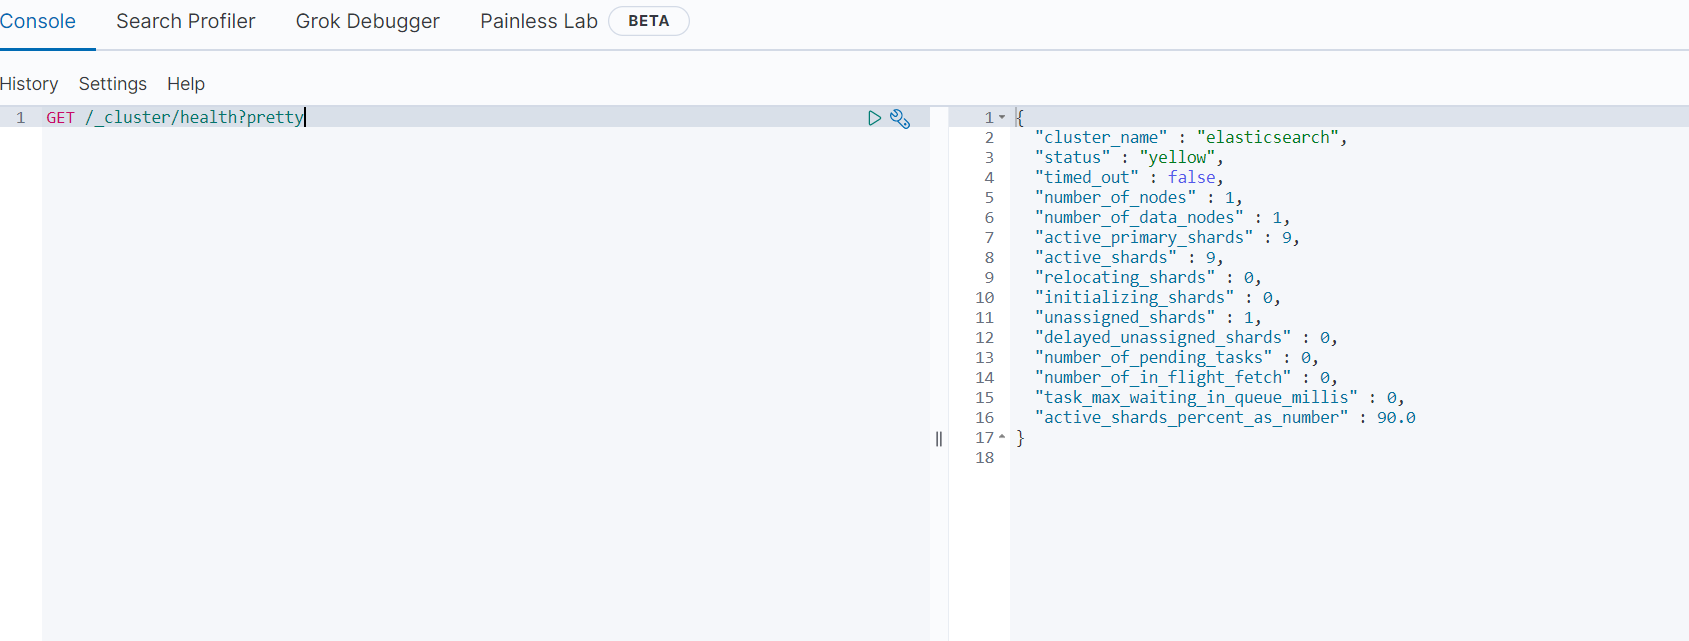 Console Search Profiler Grok Debugger Painless Lab BETA
History Settings Help
1 GET /_cluster/health?pretty
1 {
2 "cluster_name" : "elasticsearch",
3 "status" : "yellow",
4 "timed_out" : false,
5 "number_of_nodes" : 1,
6 "number_of_data_nodes" : 1,
7 "active_primary_shards" : 9,
8 "active_shards" : 9,
9 "relocating_shards" : 0,
10 "initializing_shards" : 0,
11 "unassigned_shards" : 1,
12 "delayed_unassigned_shards" : 0,
13 "number_of_pending_tasks" : 0,
14 "number_of_in_flight_fetch" : 0,
15 "task_max_waiting_in_queue_millis" : 0,
16 "active_shards_percent_as_number" : 90.0
17 }
18